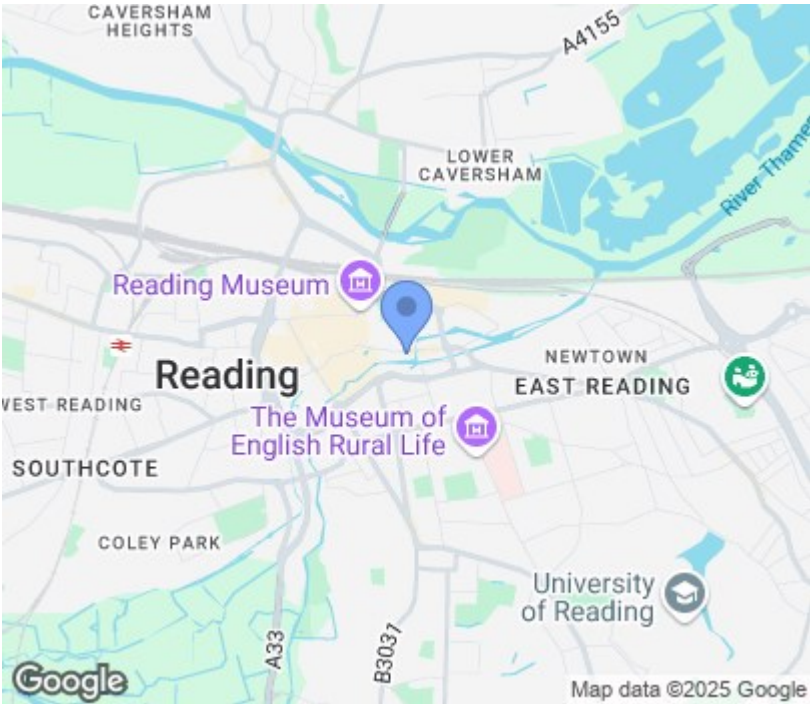 CAVERSHAM
HEIGHTS
A4155
LOWER
CAVERSHAM
River Thames
Reading Museum
Reading
NEWTOWN
EAST READING
WEST READING
The Museum of
English Rural Life
SOUTHCOTE
COLEY PARK
University
of Reading
A33
B3031
Google
Map data ©2025 Google